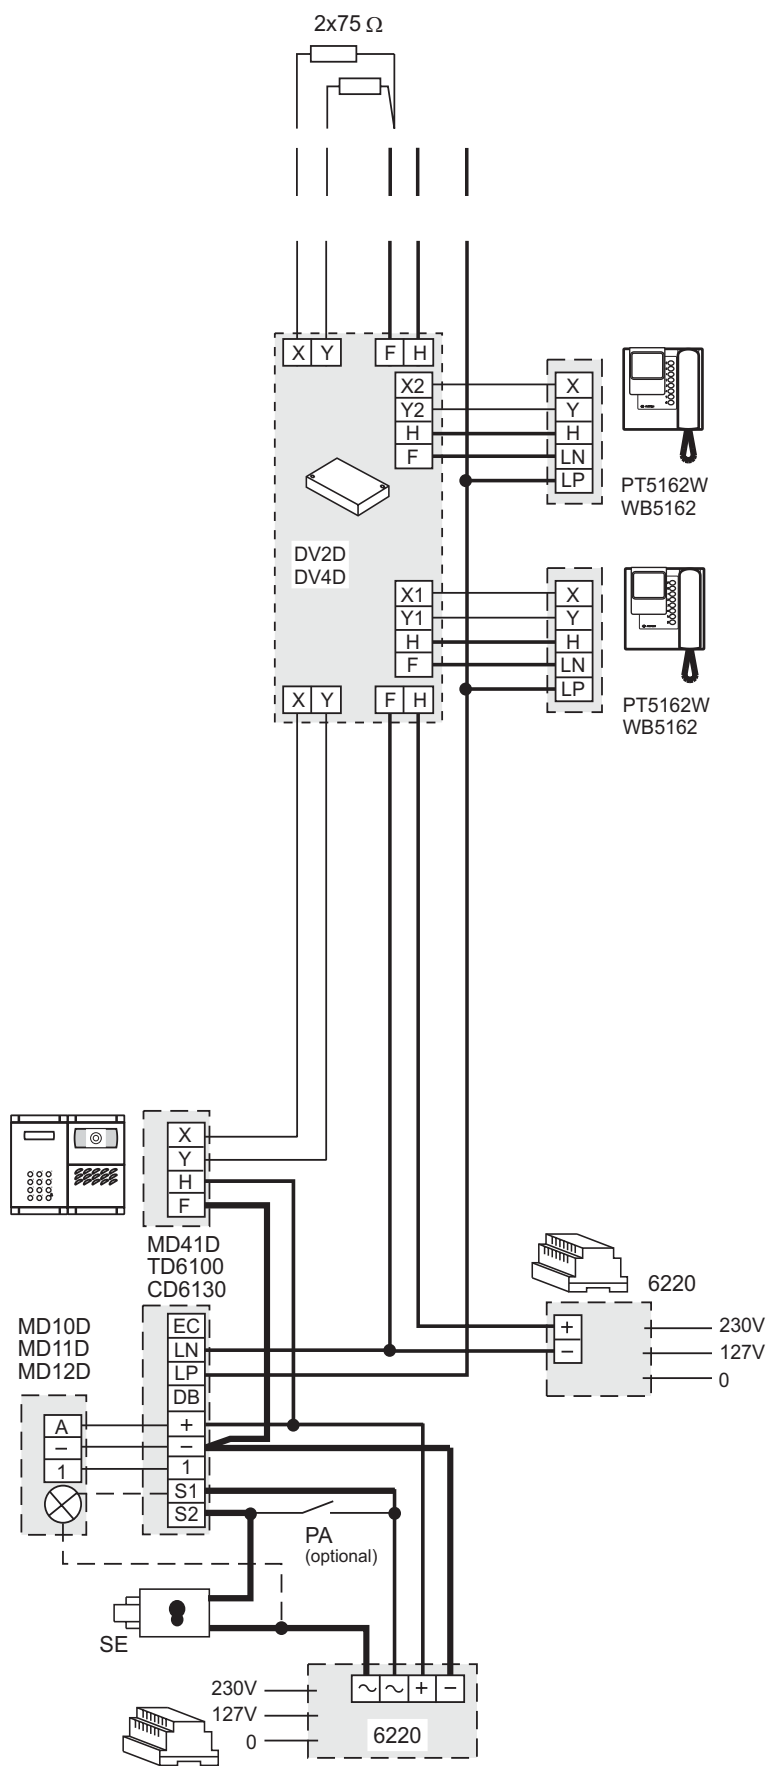 2x75 Ω
X Y F H
X2 X
Y2 Y
H H
F LN
LP
PT5162W
WB5162
DV2D
DV4D
X1 X
Y1 Y
H H
F LN
LP
X Y F H
PT5162W
WB5162
X
Y
H
F
MD41D
TD6100
CD6130
6220
+
−
230V
127V
0
MD10D
MD11D
MD12D
EC
LN
LP
DB
A +
− −
1 1
S1
S2
PA
(optional)
SE
∼ ∼ + −
230V
127V
0
6220